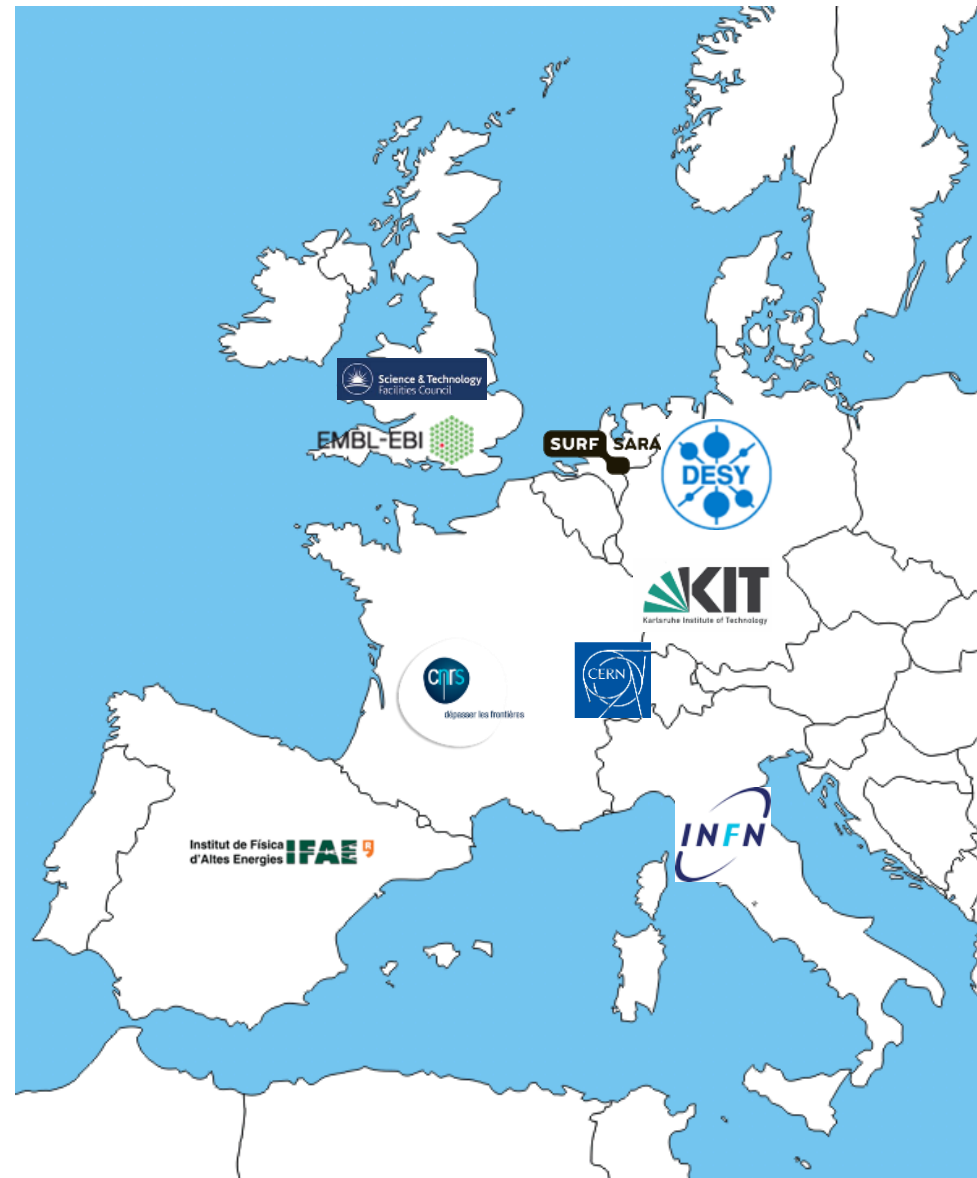 Science & Technology
Facilities Council
EMBL-EBI
SURF SARA
DESY
KIT
Karlsruhe Institute of Technology
CERN
cnrs
dépasser les frontières
INFN
Institut de Física
d'Altes Energies IFAE